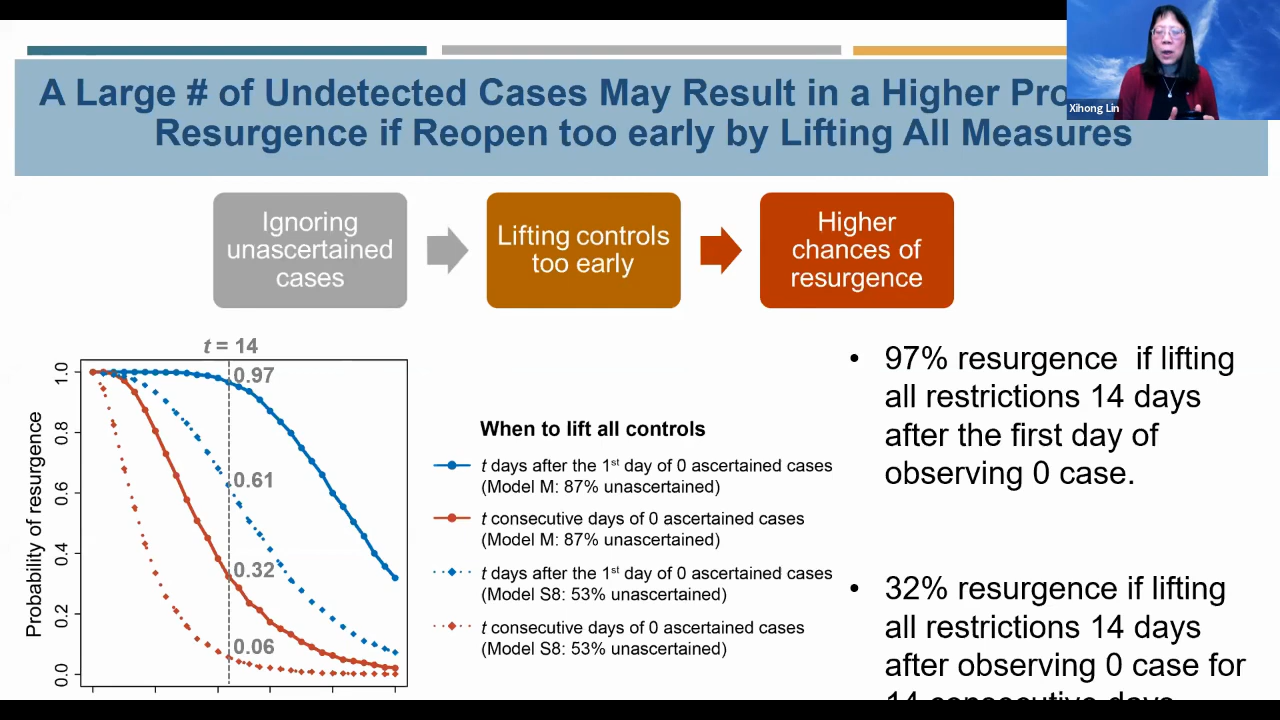 A Large # of Undetected Cases May Result in a Higher Pro
Resurgence if Reopen too early by Lifting All Measures
Xihong Lin
Ignoring
unascertained
cases
Lifting controls
too early
Higher
chances of
resurgence
t = 14
Probability of resurgence
1.0
0.8
0.6
0.4
0.2
0.0
0.97
0.61
0.32
0.06
When to lift all controls
t days after the 1st day of 0 ascertained cases
(Model M: 87% unascertained)
t consecutive days of 0 ascertained cases
(Model M: 87% unascertained)
t days after the 1st day of 0 ascertained cases
(Model S8: 53% unascertained)
t consecutive days of 0 ascertained cases
(Model S8: 53% unascertained)
• 97% resurgence if lifting
all restrictions 14 days
after the first day of
observing 0 case.
• 32% resurgence if lifting
all restrictions 14 days
after observing 0 case for
14 consecutive days